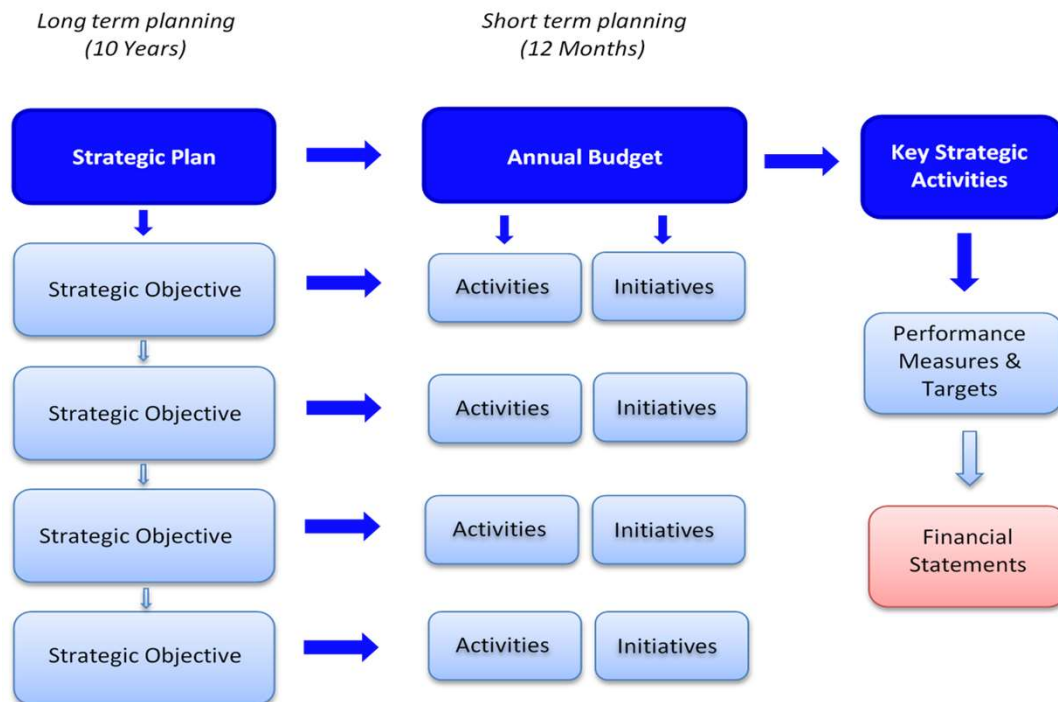 Long term planning
(10 Years)
Short term planning
(12 Months)
Strategic Plan
Annual Budget
Key Strategic
Activities
Strategic Objective
Activities
Initiatives
Performance
Measures &
Targets
Strategic Objective
Activities
Initiatives
Strategic Objective
Activities
Initiatives
Financial
Statements
Strategic Objective
Activities
Initiatives